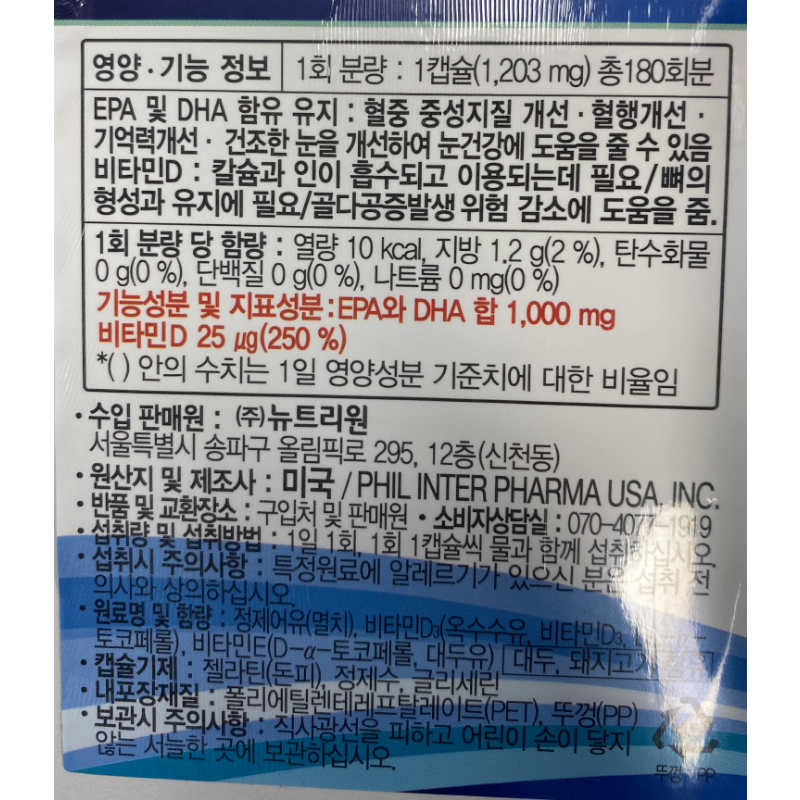 영양·기능 정보 1회 분량 : 1캡슐(1,203 mg) 총180회분
EPA 및 DHA 함유 유지 : 혈중 중성지질 개선·혈행개선·
기억력개선· 건조한 눈을 개선하여 눈건강에 도움을 줄 수 있음
비타민D : 칼슘과 인이 흡수되고 이용되는데 필요/뼈의
형성과 유지에 필요/골다공증발생 위험 감소에 도움을 줌.
1회 분량 당 함량 : 열량 10 kcal, 지방 1.2 g(2 %), 탄수화물
0 g(0 %), 단백질 0 g(0 %), 나트륨 0 mg(0 %)
기능성분 및 지표성분:EPA와 DHA 합 1,000 mg
비타민D 25 µg(250 %)
*( ) 안의 수치는 1일 영양성분 기준치에 대한 비율임
·수입 판매원 : (주)뉴트리원
서울특별시 송파구 올림픽로 295, 12층(신천동)
·원산지 및 제조사 : 미국 / PHIL INTER PHARMA USA, INC.
·반품 및 교환장소 : 구입처 및 판매원 ·소비자상담실 : 070-4077-1919
·섭취량 및 섭취방법 : 1일 1회, 1회 1캡슐씩 물과 함께 섭취하십시오.
·섭취시 주의사항 : 특정원료에 알레르기가 있으신 분은 섭취 전
의사와 상의하십시오.
·원료명 및 함량 : 정제어유(멸치), 비타민D₃(옥수수유, 비타민D₃,
토코페롤), 비타민E(D-α-토코페롤, 대두유) 대두, 돼지고기
·캡슐기제 : 젤라틴(돈피), 정제수, 글리세린
·내포장재질 : 폴리에틸렌테레프탈레이트(PET), 뚜껑(PP)
·보관시 주의사항 : 직사광선을 피하고 어린이 손이 닿지
않는 서늘한 곳에 보관하십시오.
뚜껑:PP